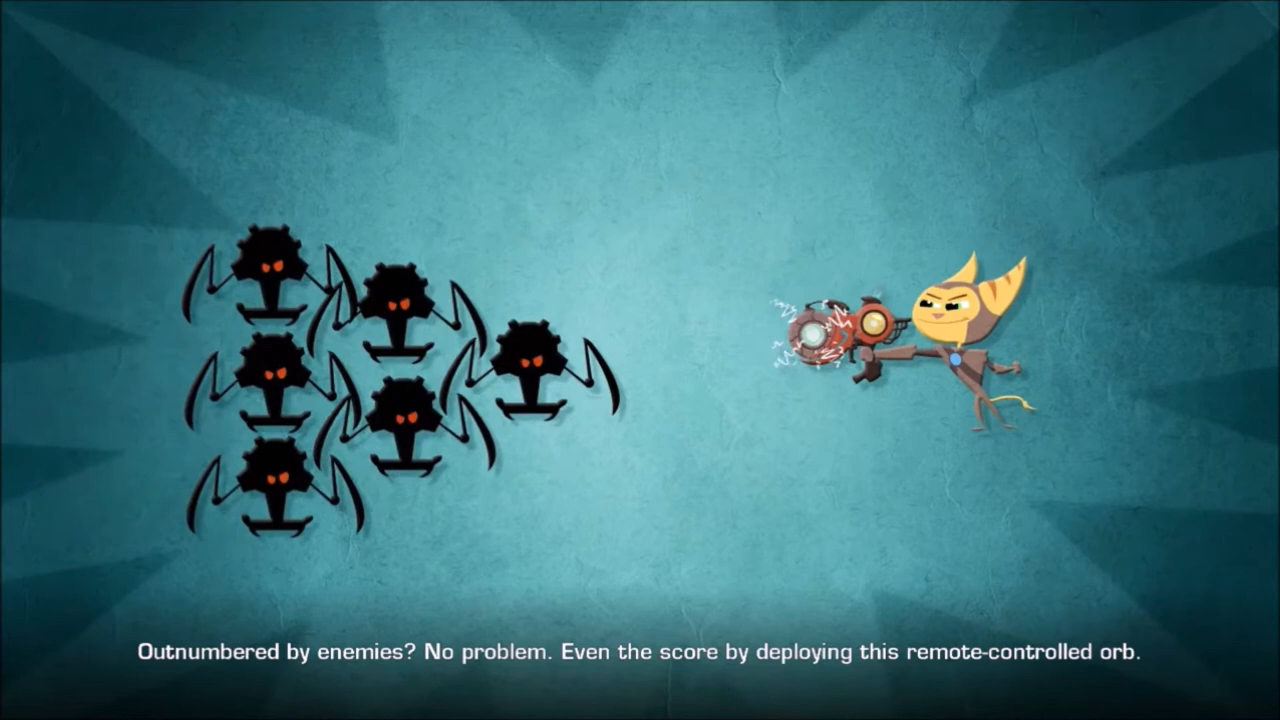 Outnumbered by enemies? No problem. Even the score by deploying this remote-controlled orb.